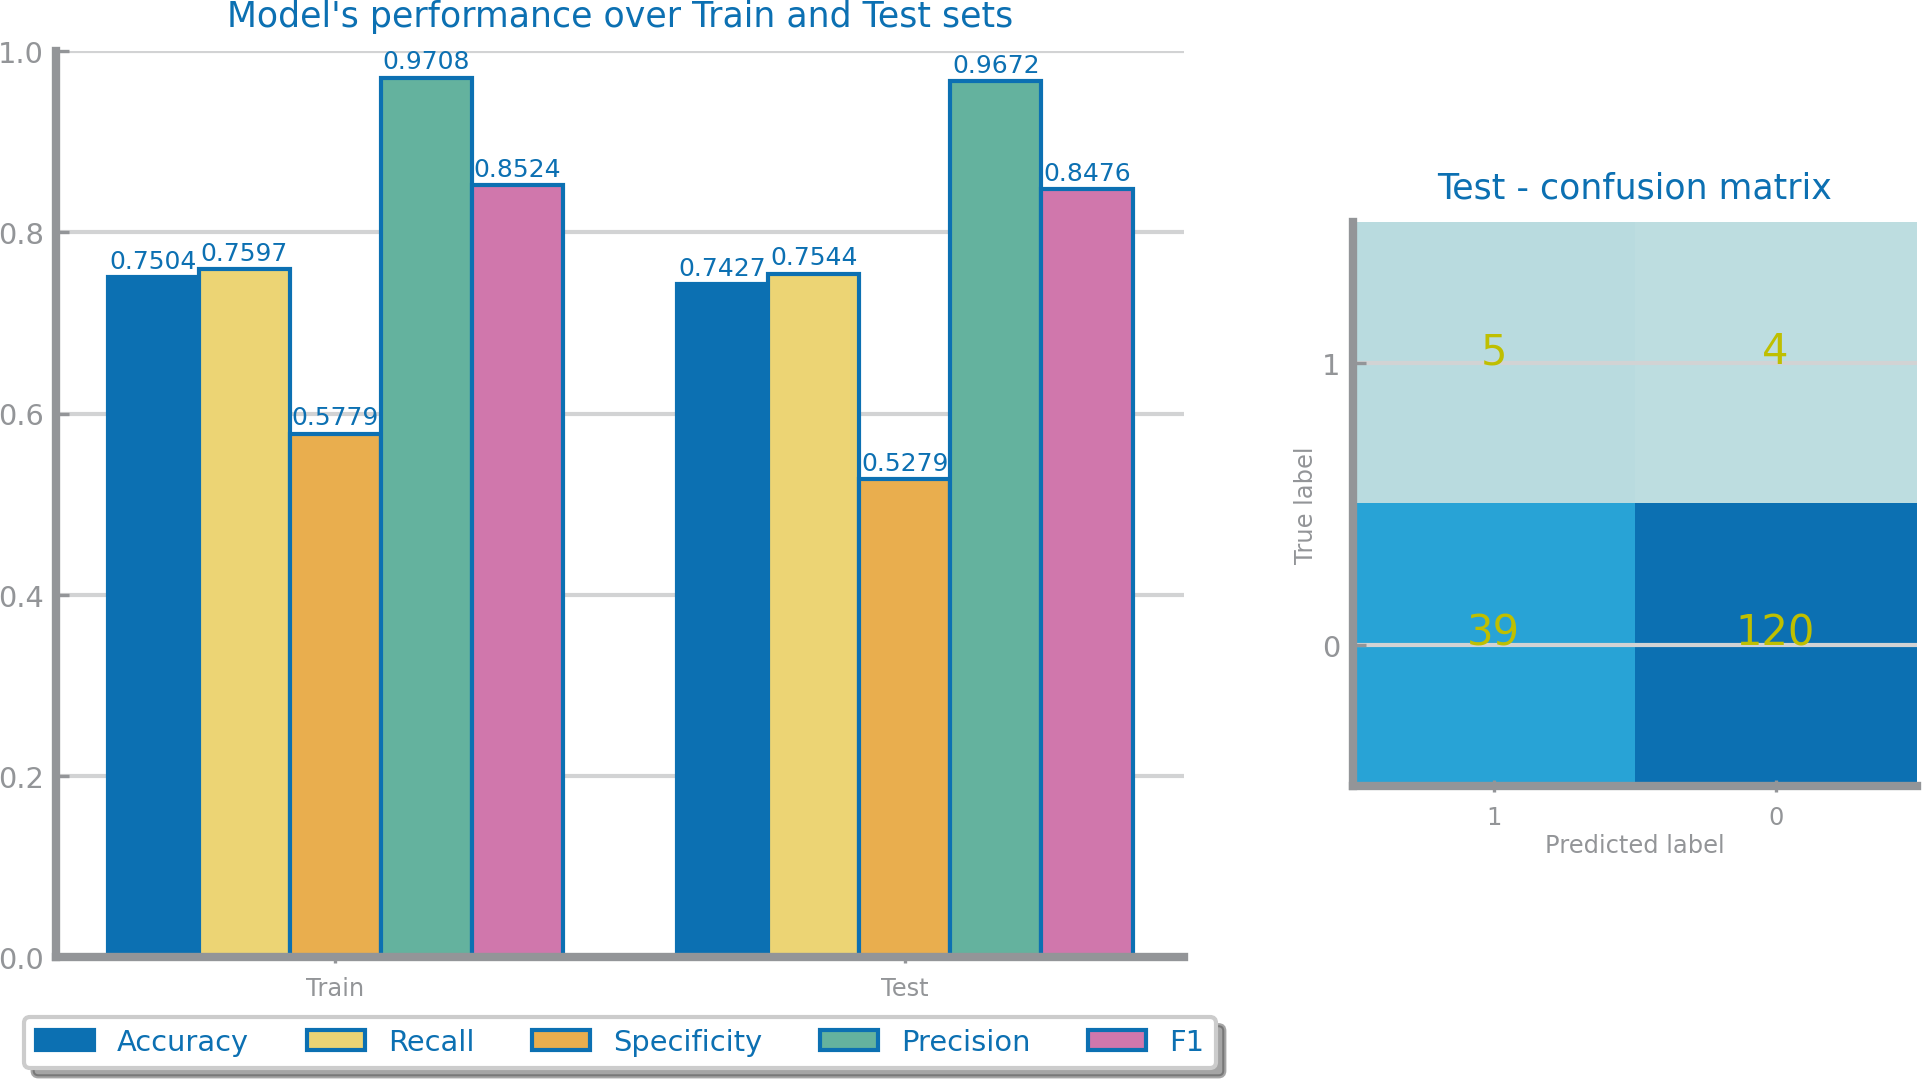 Model's performance over Train and Test sets
1.0
0.8
0.6
0.4
0.2
0.0
0.7504
0.7597
0.5779
0.9708
0.8524
0.7427
0.7544
0.5279
0.9672
0.8476
Train
Test
Accuracy
Recall
Specificity
Precision
F1
Test - confusion matrix
True label
1
0
5
4
39
120
1
0
Predicted label